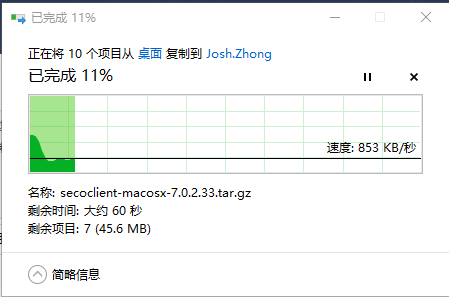 已完成 11%
正在将 10 个项目从 桌面 复制到 Josh.Zhong
已完成 11%
速度: 853 KB/秒
名称: secoclient-macosx-7.0.2.33.tar.gz
剩余时间: 大约 60 秒
剩余项目: 7 (45.6 MB)
简略信息